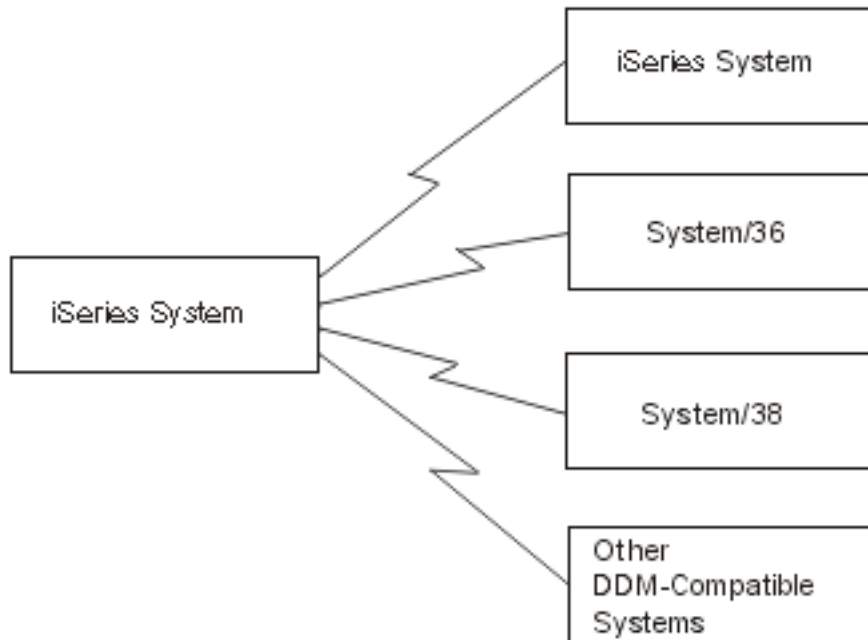 iSeries System
System/36
iSeries System
System/38
Other
DDM-Compatible
Systems